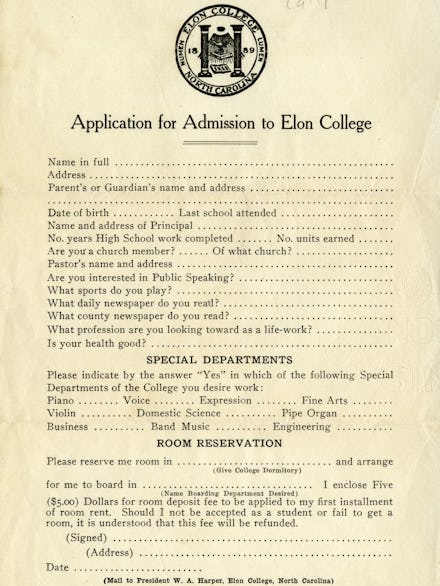 ELON COLLEGE
NUMEN LUMEN
18 89
NORTH CAROLINA
Application for Admission to Elon College
Name in full ..............................
Address ..............................
Parent's or Guardian's name and address ..............................
..............................
Date of birth ........... Last school attended ..............................
Name and address of Principal ..............................
No. years High School work completed ....... No. units earned .......
Are you a church member? ...... Of what church? ....................
Pastor's name and address ..............................
Are you interested in Public Speaking? ..............................
What sports do you play? ..............................
What daily newspaper do you read? ..............................
What county newspaper do you read? ..............................
What profession are you looking toward as a life-work? ..............
Is your health good? ..............................
SPECIAL DEPARTMENTS
Please indicate by the answer "Yes" in which of the following Special
Departments of the College you desire work:
Piano ......... Voice ........ Expression ........ Fine Arts ........
Violin .......... Domestic Science ........... Pipe Organ ...........
Business .......... Band Music ......... Engineering ...........
ROOM RESERVATION
Please reserve me room in .............................. and arrange
(Give College Dormitory)
for me to board in .............................. I enclose Five
(Name Boarding Department Desired)
($5.00) Dollars for room deposit fee to be applied to my first installment
of room rent. Should I not be accepted as a student or fail to get a
room, it is understood that this fee will be refunded.
(Signed) ..............................
(Address) ..............................
Date ....................
(Mail to President W. A. Harper, Elon College, North Carolina)